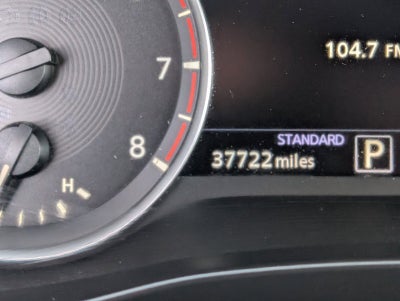 104.7 FM
7
STANDARD
8
37722 miles
P
H